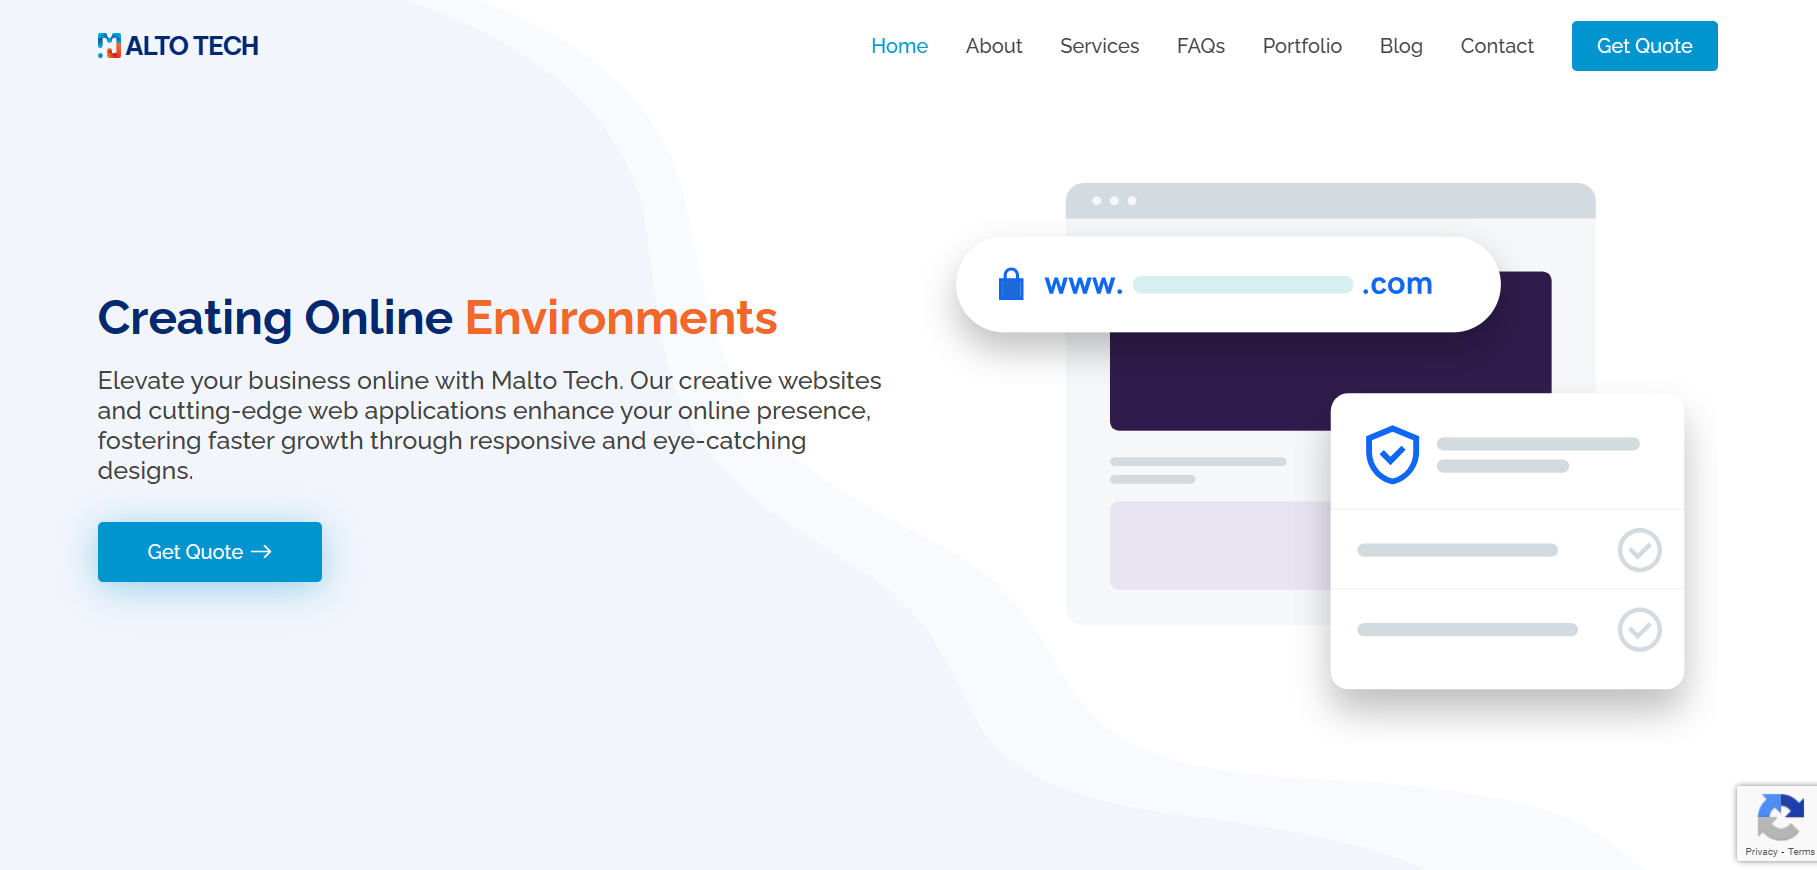 MALTO TECH
Home About Services FAQs Portfolio Blog Contact Get Quote
www. .com
Creating Online Environments
Elevate your business online with Malto Tech. Our creative websites
and cutting-edge web applications enhance your online presence,
fostering faster growth through responsive and eye-catching
designs.
Get Quote →
Privacy - Terms